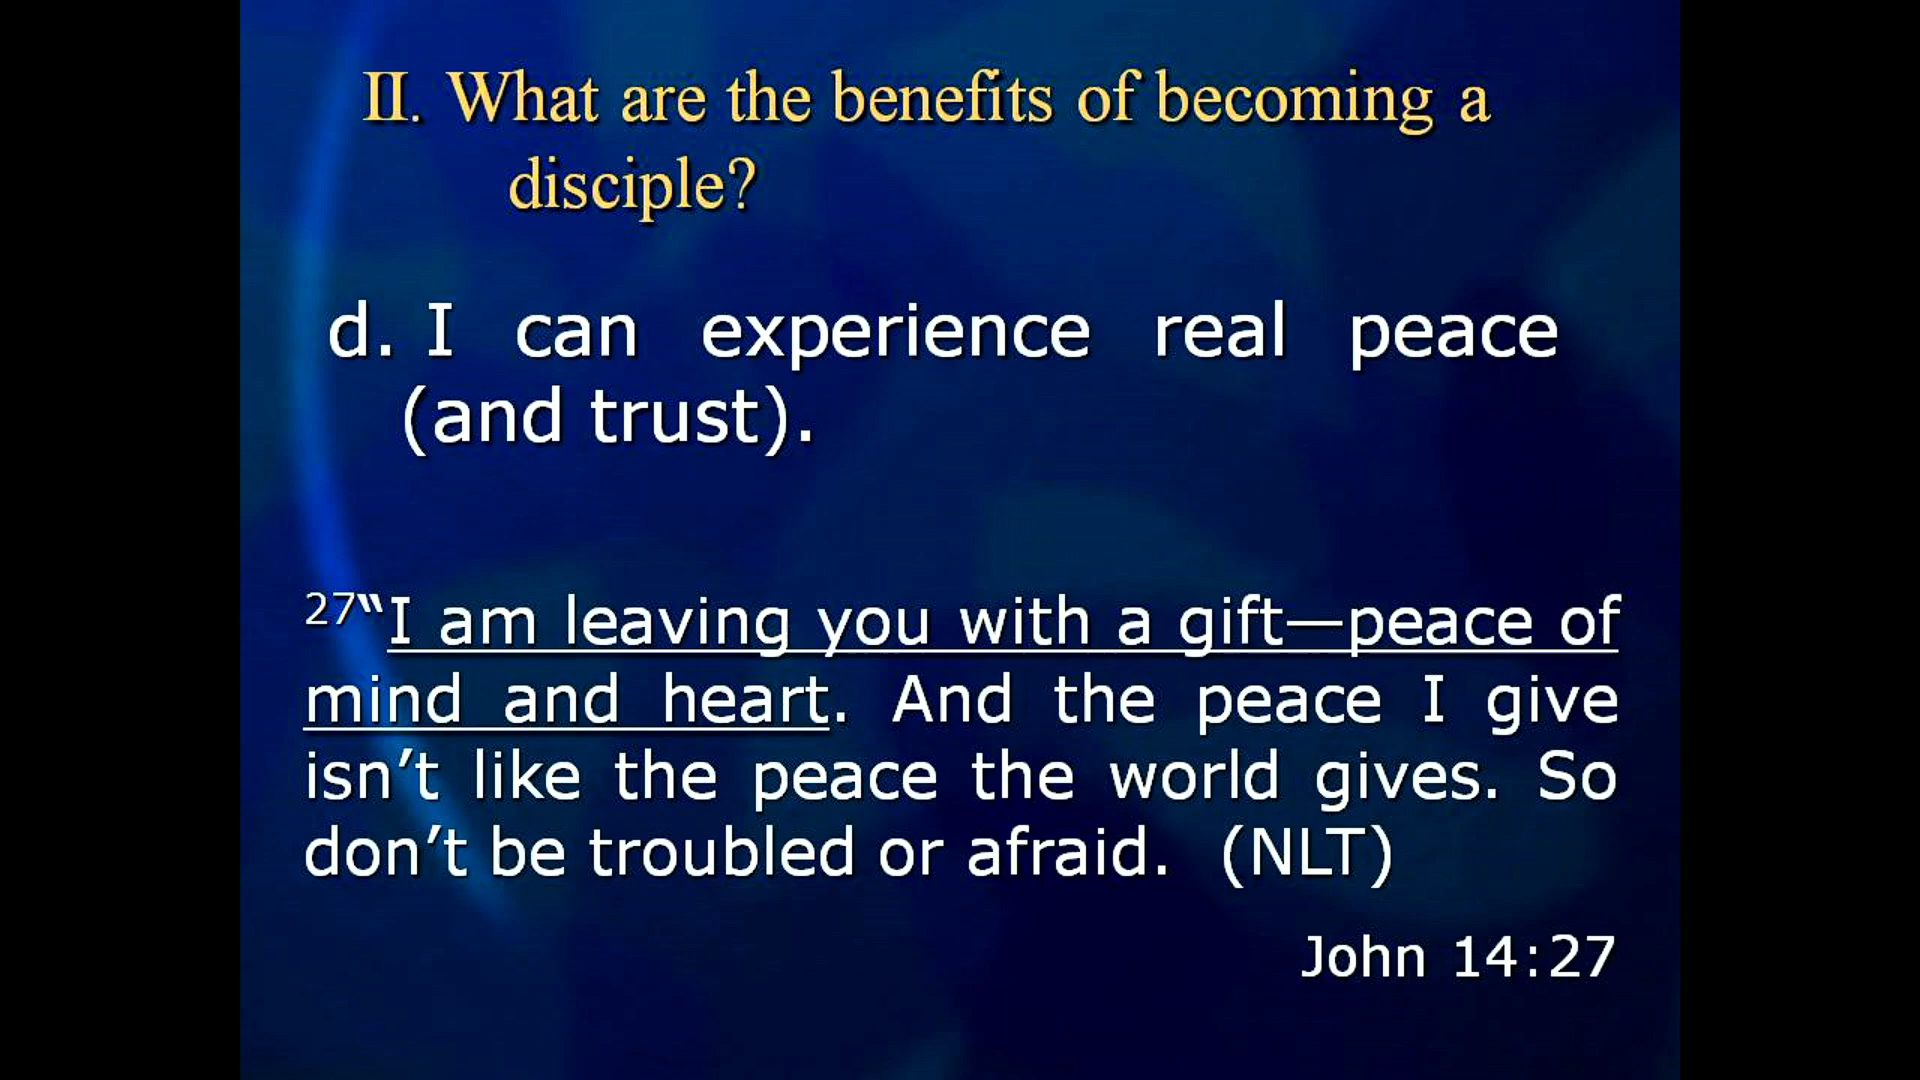 II. What are the benefits of becoming a
disciple?
d. I can experience real peace
(and trust).
27“I am leaving you with a gift—peace of
mind and heart. And the peace I give
isn’t like the peace the world gives. So
don’t be troubled or afraid. (NLT)
John 14:27